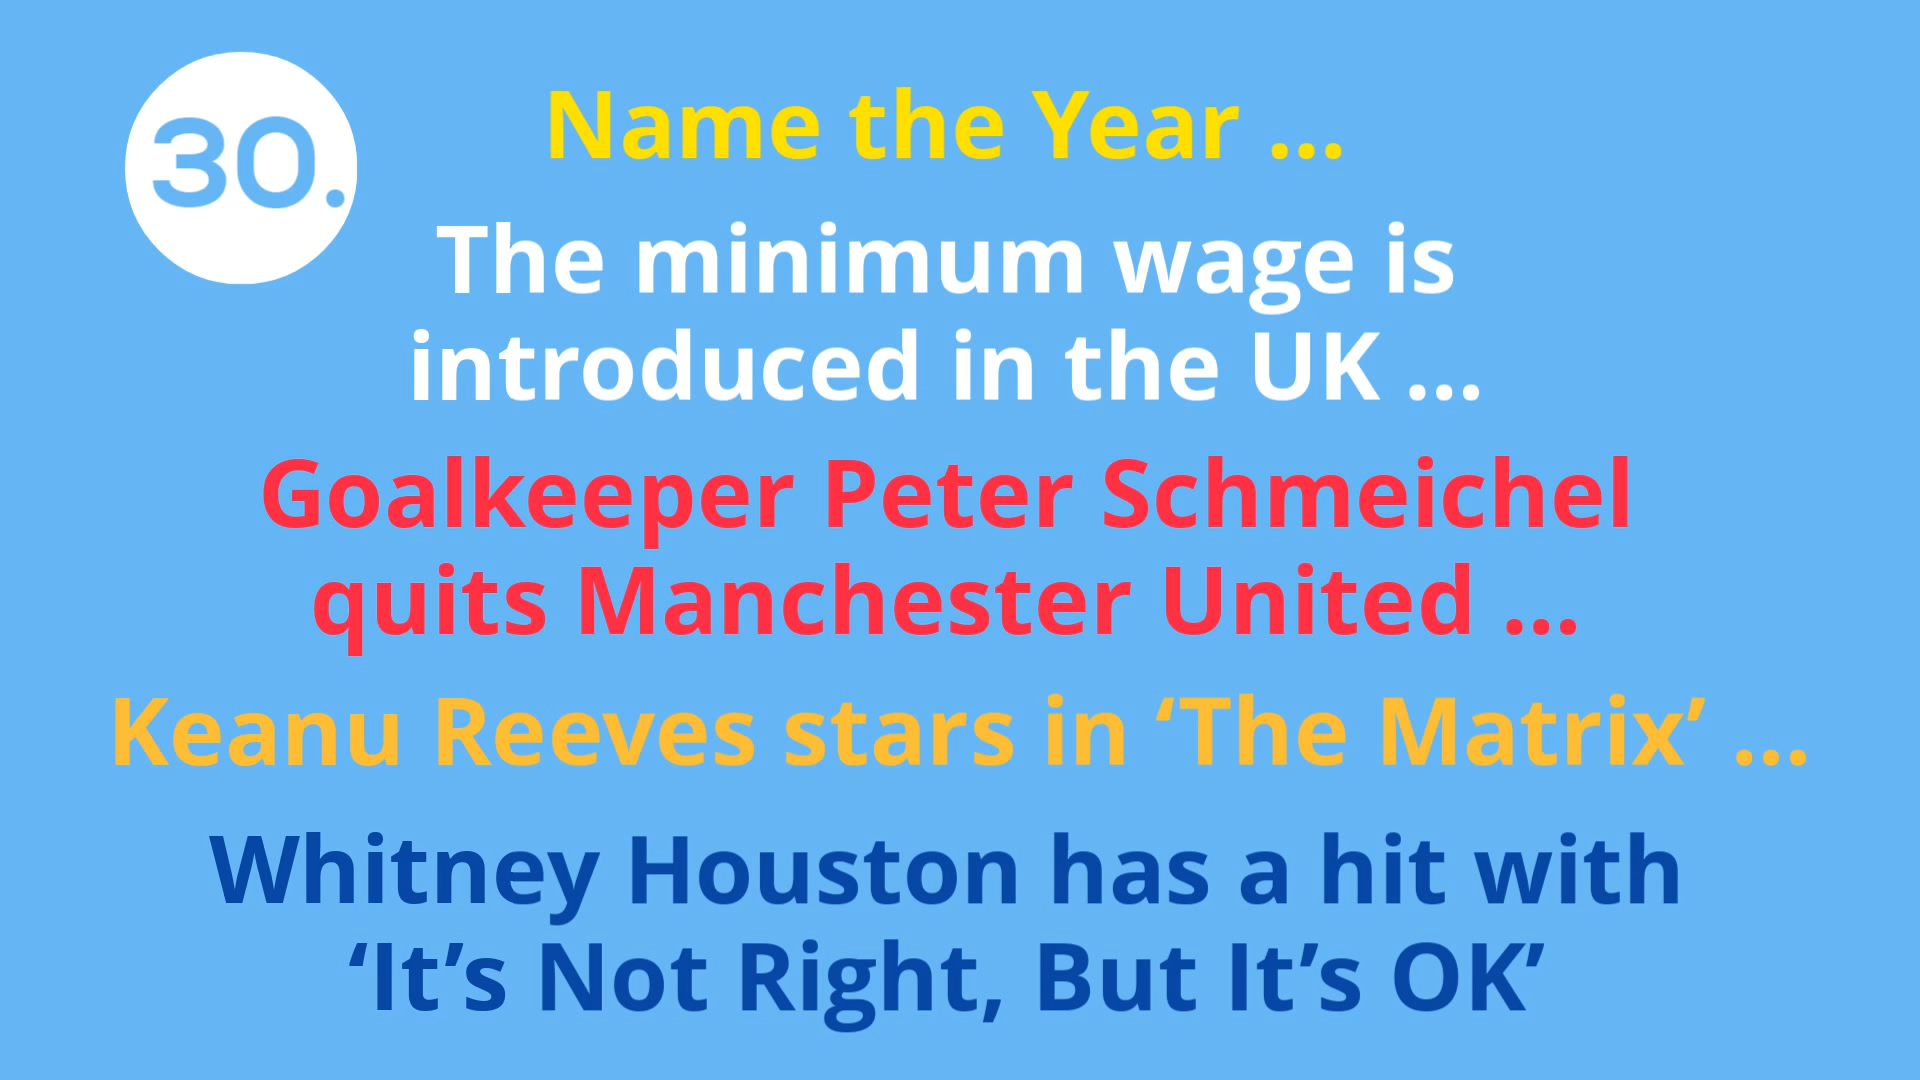 30.
Name the Year ...
The minimum wage is
introduced in the UK ...
Goalkeeper Peter Schmeichel
quits Manchester United ...
Keanu Reeves stars in ‘The Matrix’ ...
Whitney Houston has a hit with
‘It’s Not Right, But It’s OK’